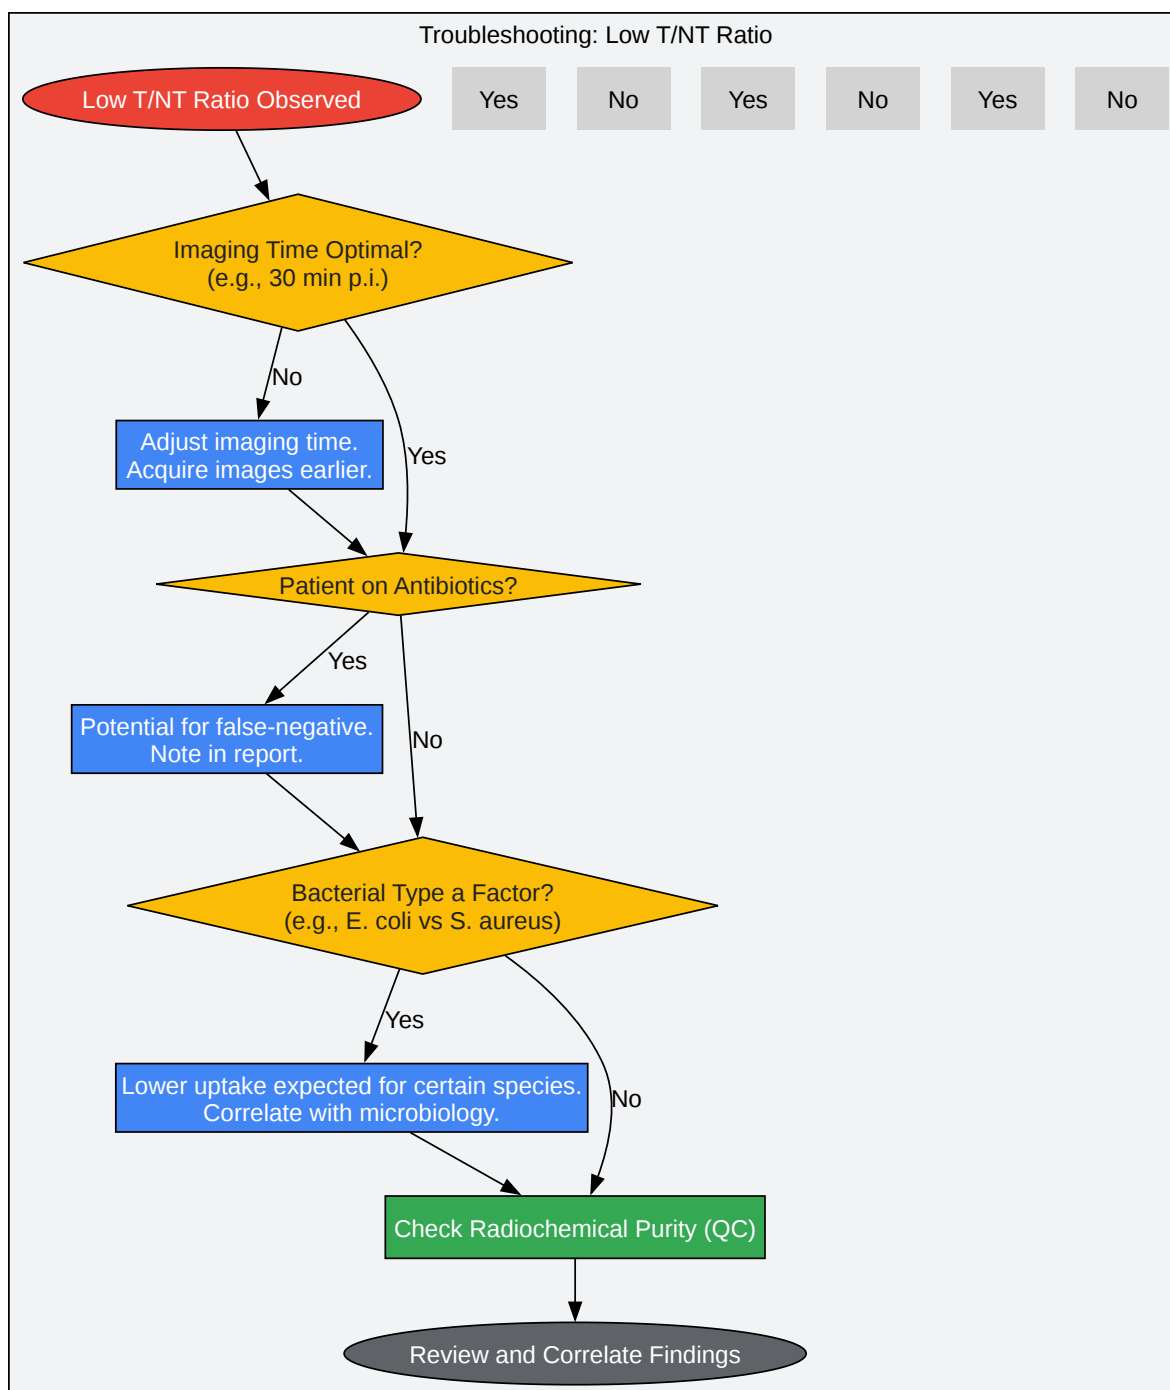 Troubleshooting: Low T/NT Ratio
Low T/NT Ratio Observed
Yes
No
Yes
No
Yes
No
Imaging Time Optimal?
(e.g., 30 min p.i.)
No
Adjust imaging time.
Acquire images earlier.
Yes
Patient on Antibiotics?
Yes
Potential for false-negative.
Note in report.
No
Bacterial Type a Factor?
(e.g., E. coli vs S. aureus)
Yes
Lower uptake expected for certain species.
Correlate with microbiology.
No
Check Radiochemical Purity (QC)
Review and Correlate Findings